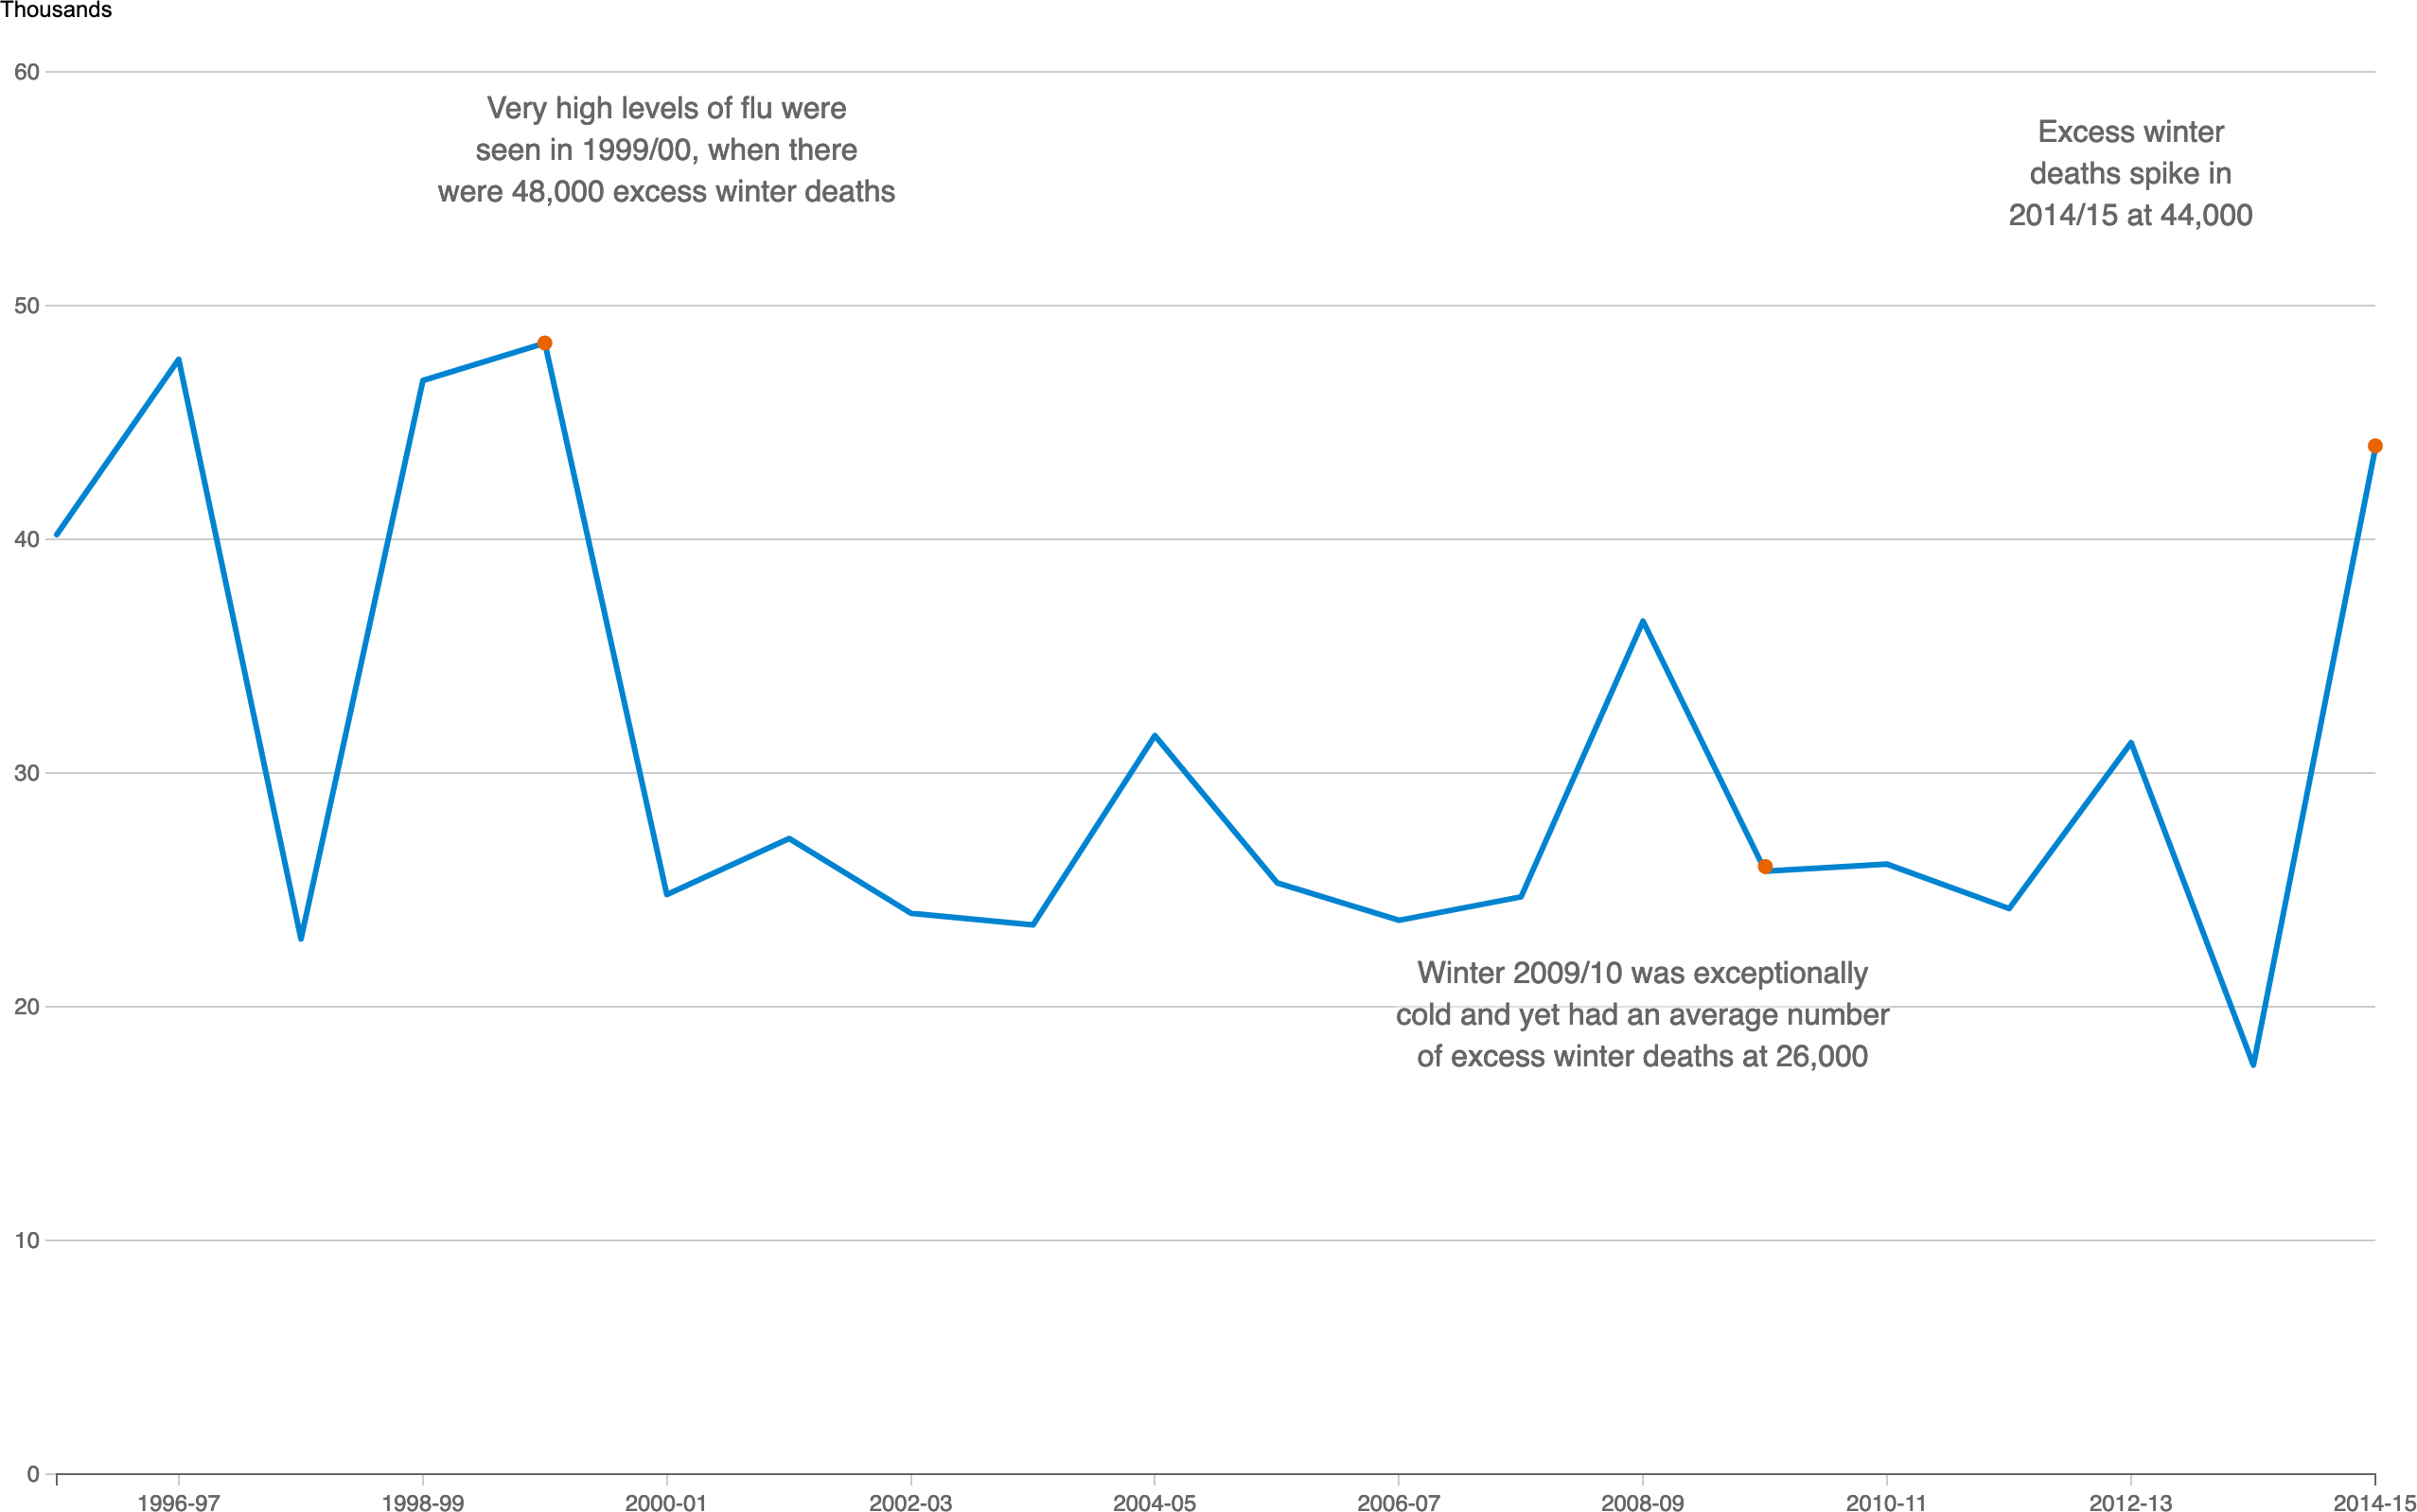 Thousands
60
Very high levels of flu were
seen in 1999/00, when there
were 48,000 excess winter deaths
Excess winter
deaths spike in
2014/15 at 44,000
50
40
30
Winter 2009/10 was exceptionally
cold and yet had an average number
of excess winter deaths at 26,000
20
10
0
1996-97 1998-99 2000-01 2002-03 2004-05 2006-07 2008-09 2010-11 2012-13 2014-15